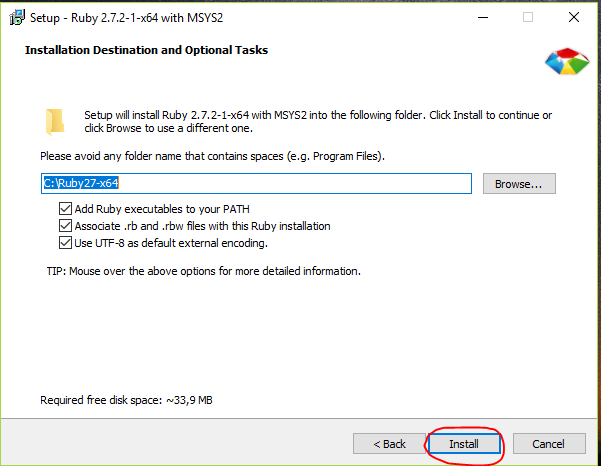 Setup - Ruby 2.7.2-1-x64 with MSYS2
Installation Destination and Optional Tasks
Setup will install Ruby 2.7.2-1-x64 with MSYS2 into the following folder. Click Install to continue or
click Browse to use a different one.
Please avoid any folder name that contains spaces (e.g. Program Files).
C:\Ruby27-x64
Browse...
Add Ruby executables to your PATH
Associate .rb and .rbw files with this Ruby installation
Use UTF-8 as default external encoding.
TIP: Mouse over the above options for more detailed information.
Required free disk space: ~33,9 MB
< Back
Install
Cancel